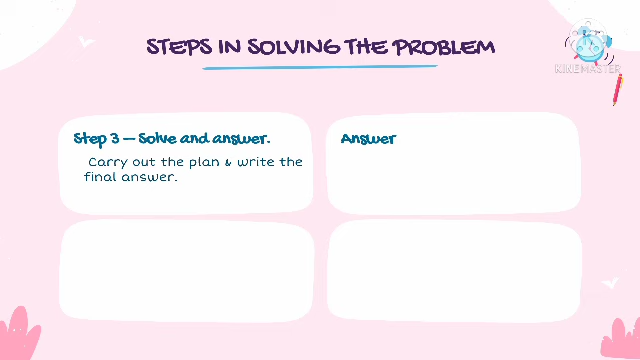 STEPS IN SOLVING THE PROBLEM
KINEMASTER
Step 3 — Solve and answer.
Carry out the plan & write the
final answer.
Answer